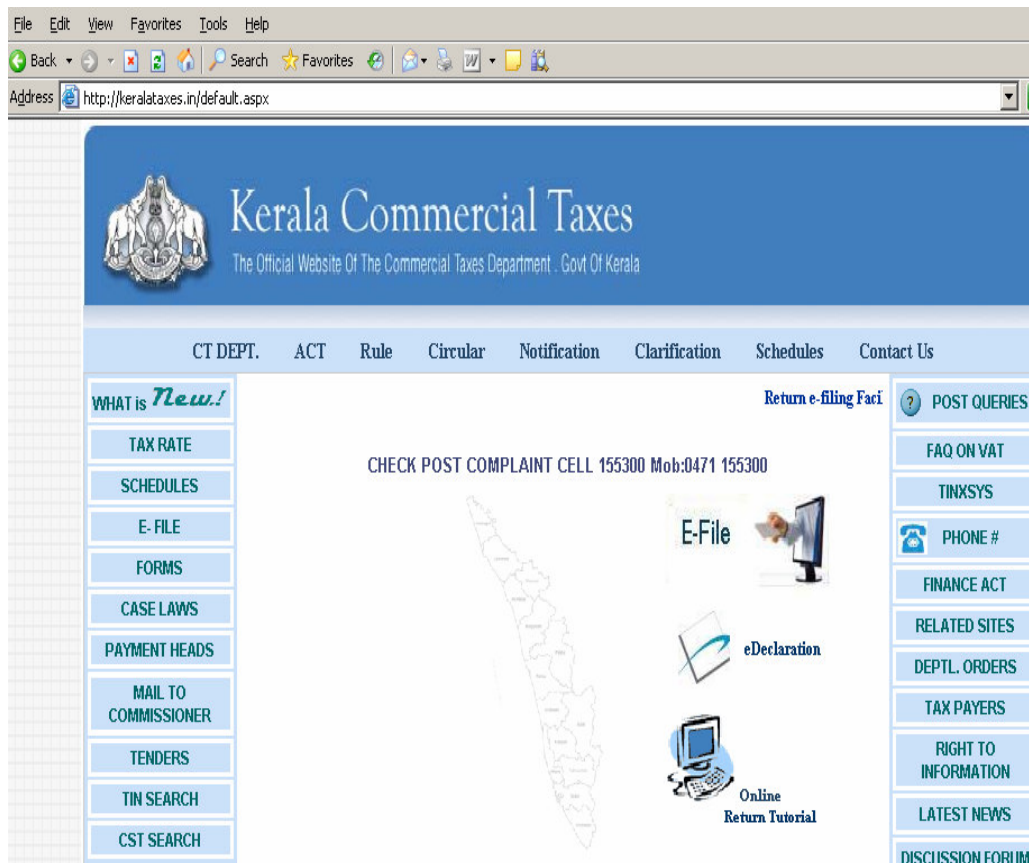 File Edit View Favorites Tools Help
Back Search Favorites
Address http://keralataxes.in/default.aspx
Kerala Commercial Taxes
The Official Website Of The Commercial Taxes Department . Govt Of Kerala
CT DEPT. ACT Rule Circular Notification Clarification Schedules Contact Us
WHAT is New.!
TAX RATE
SCHEDULES
E- FILE
FORMS
CASE LAWS
PAYMENT HEADS
MAIL TO
COMMISSIONER
TENDERS
TIN SEARCH
CST SEARCH
Return e-filing Faci
CHECK POST COMPLAINT CELL 155300 Mob:0471 155300
E-File
eDeclaration
Online
Return Tutorial
? POST QUERIES
FAQ ON VAT
TINXSYS
PHONE #
FINANCE ACT
RELATED SITES
DEPTL. ORDERS
TAX PAYERS
RIGHT TO
INFORMATION
LATEST NEWS
DISCUSSION FORUM